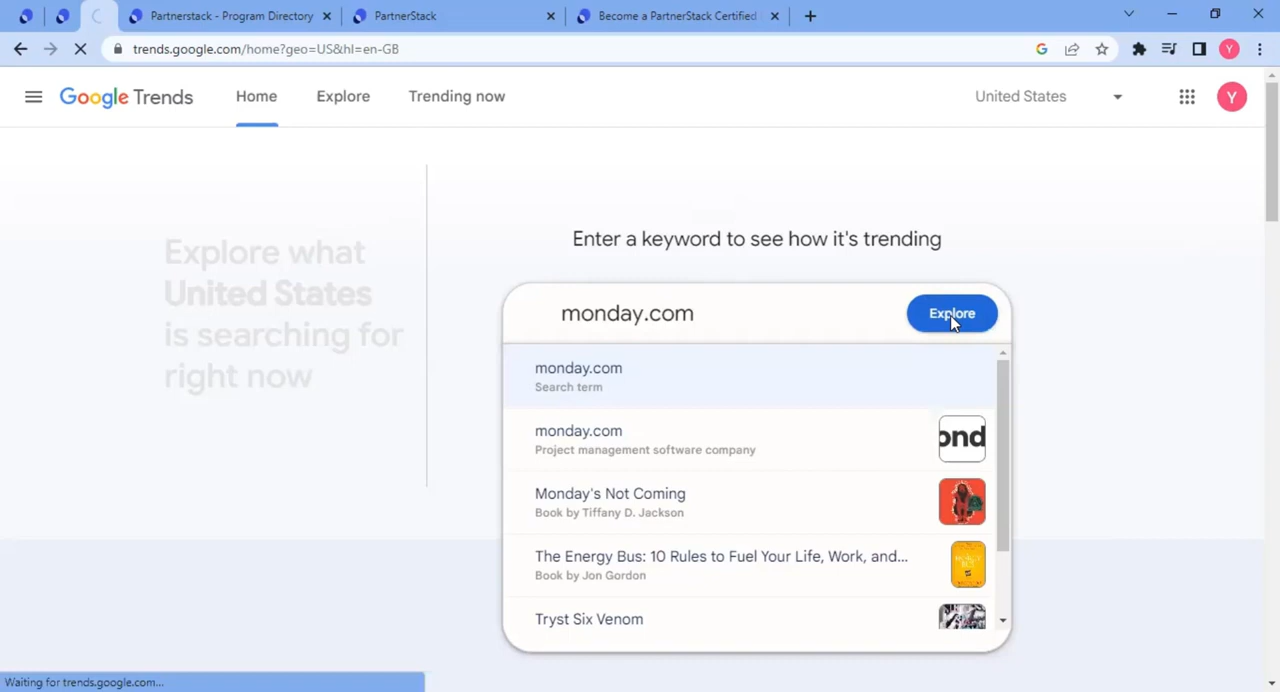 Partnerstack - Program Directory
PartnerStack
Become a PartnerStack Certified
trends.google.com/home?geo=US&hl=en-GB
Y
Google Trends
Home
Explore
Trending now
United States
Y
Explore what
United States
is searching for
right now
Enter a keyword to see how it's trending
monday.com
Explore
monday.com
Search term
monday.com
Project management software company
ond
Monday's Not Coming
Book by Tiffany D. Jackson
The Energy Bus: 10 Rules to Fuel Your Life, Work, and...
Book by Jon Gordon
Tryst Six Venom
Waiting for trends.google.com...